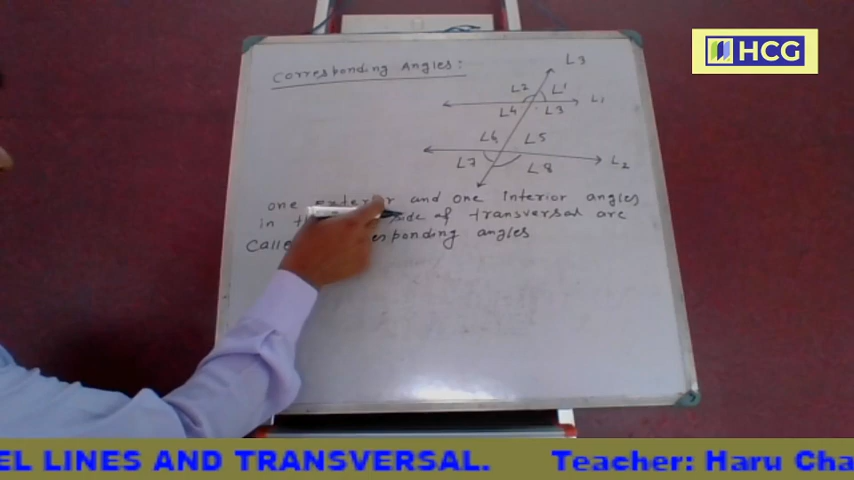 HCG
Corresponding Angles:
L3
L2 L1
L1
L4 L3
L6 L5
L7 L8
L2
one Exterior and one Interior angles
in side of transversal are
angles
EL LINES AND TRANSVERSAL. Teacher: Haru Cha